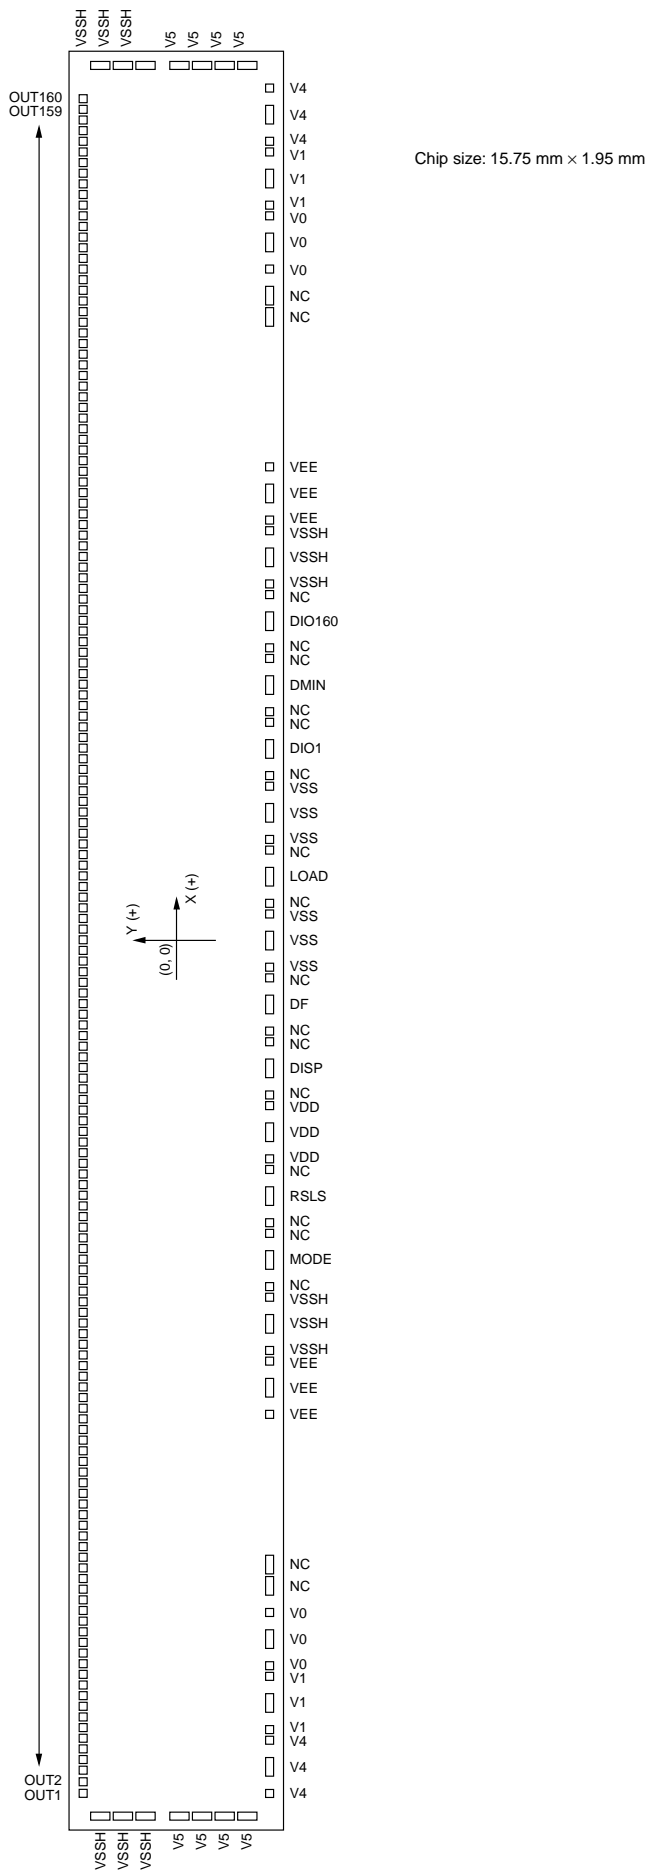 VSSH
VSSH
VSSH
V5
V5
V5
V5
OUT160
OUT159
V4
V4
V4
V1
Chip size: 15.75 mm × 1.95 mm
V1
V1
V0
V0
V0
NC
NC
VEE
VEE
VEE
VSSH
VSSH
VSSH
NC
DIO160
NC
NC
DMIN
NC
NC
DIO1
NC
VSS
VSS
VSS
NC
LOAD
NC
VSS
X (+)
Y (+)
(0, 0)
VSS
VSS
NC
DF
NC
NC
DISP
NC
VDD
VDD
VDD
NC
RSLS
NC
NC
MODE
NC
VSSH
VSSH
VSSH
VEE
VEE
VEE
NC
NC
V0
V0
V0
V1
V1
V1
V4
V4
V4
OUT2
OUT1
VSSH
VSSH
VSSH
V5
V5
V5
V5